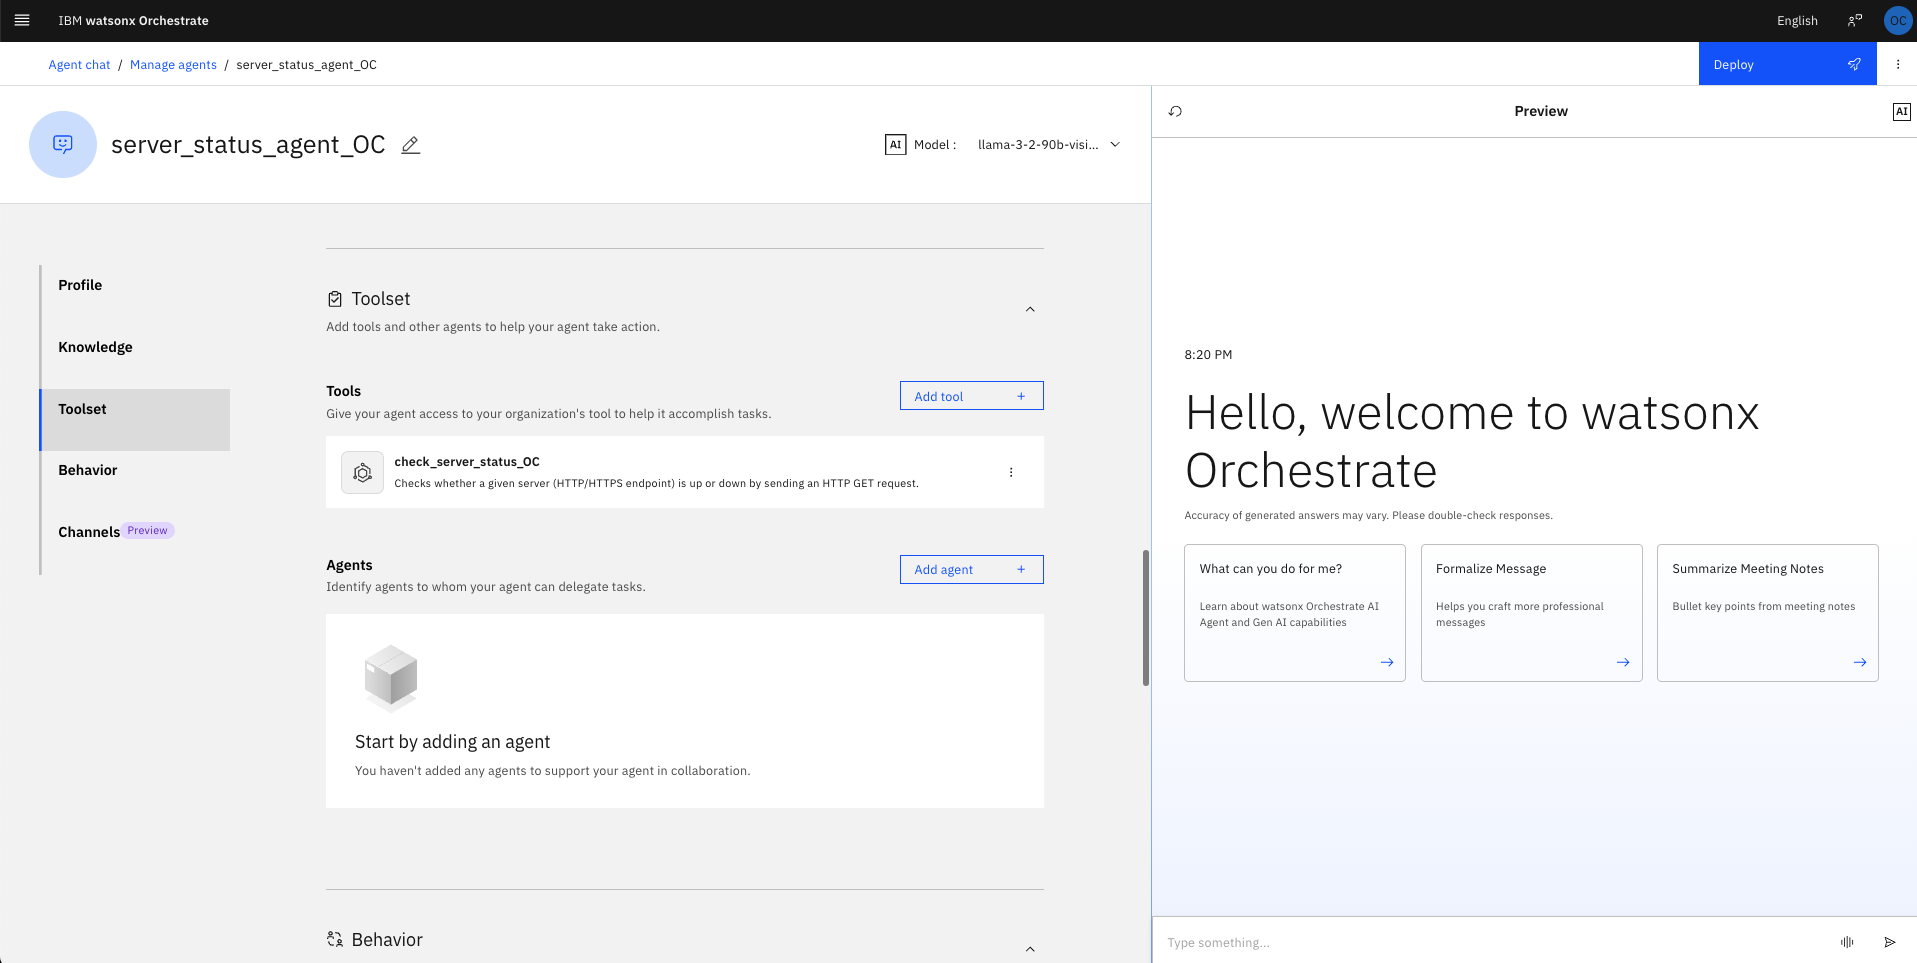 IBM watsonx Orchestrate
English
OC
Agent chat / Manage agents / server_status_agent_OC
Deploy
server_status_agent_OC
AI Model : llama-3-2-90b-visi...
Profile
Knowledge
Toolset
Behavior
Channels Preview
Toolset
Add tools and other agents to help your agent take action.
Tools
Give your agent access to your organization's tool to help it accomplish tasks.
Add tool +
check_server_status_OC
Checks whether a given server (HTTP/HTTPS endpoint) is up or down by sending an HTTP GET request.
Agents
Identify agents to whom your agent can delegate tasks.
Add agent +
Start by adding an agent
You haven't added any agents to support your agent in collaboration.
Behavior
Preview
AI
8:20 PM
Hello, welcome to watsonx
Orchestrate
Accuracy of generated answers may vary. Please double-check responses.
What can you do for me?
Learn about watsonx Orchestrate AI
Agent and Gen AI capabilities
Formalize Message
Helps you craft more professional
messages
Summarize Meeting Notes
Bullet key points from meeting notes
Type something...